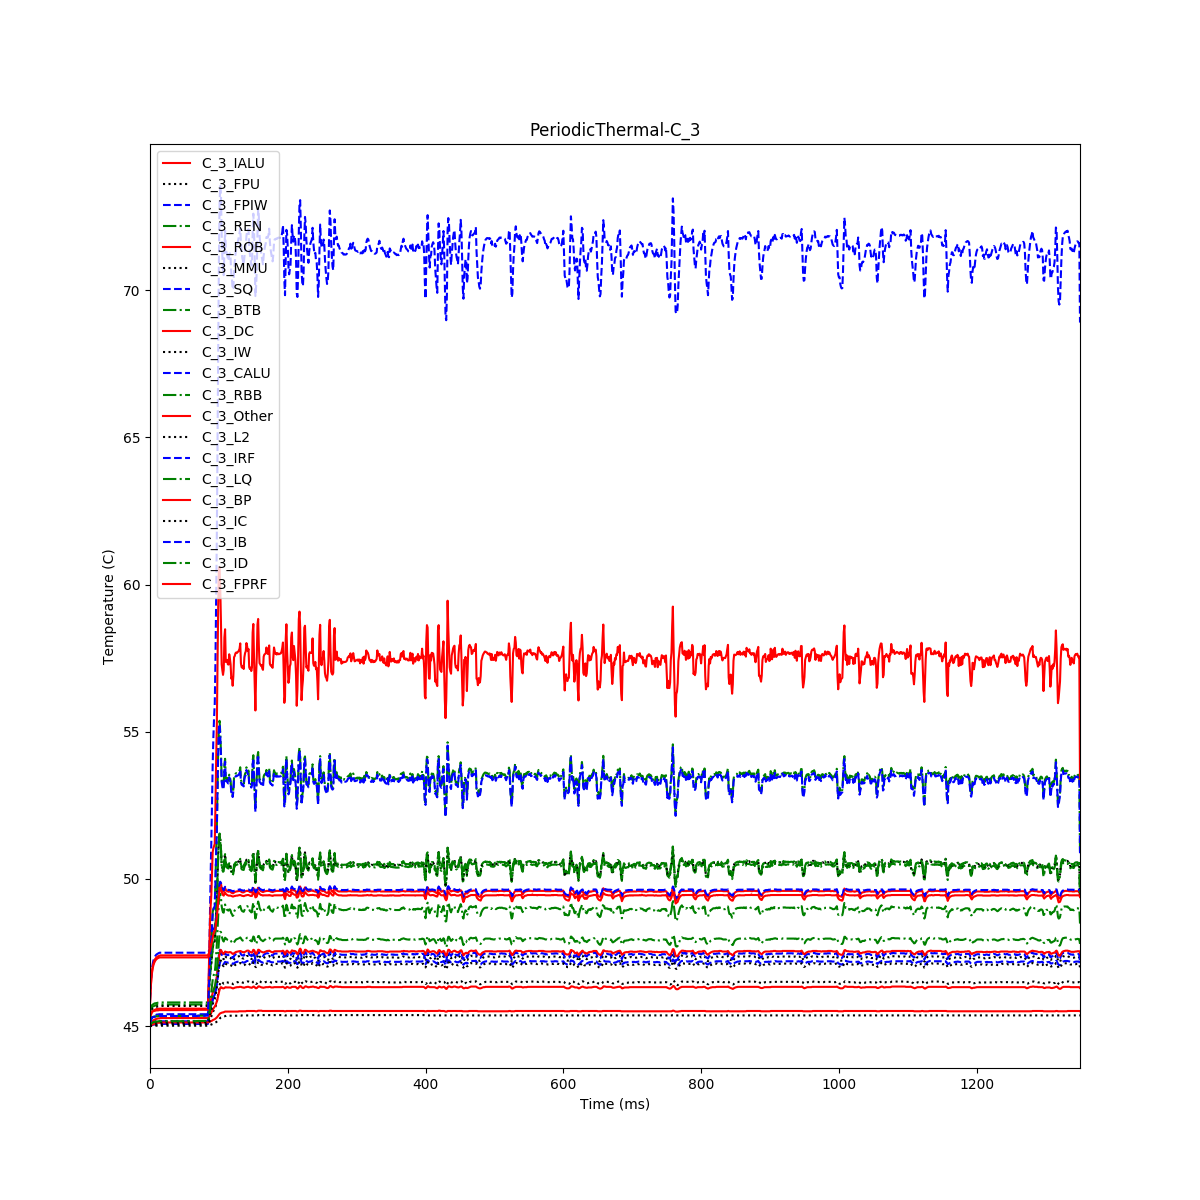 PeriodicThermal-C_3
C_3_IALU
C_3_FPU
C_3_FPIW
C_3_REN
C_3_ROB
C_3_MMU
C_3_SQ
C_3_BTB
C_3_DC
C_3_IW
C_3_CALU
C_3_RBB
C_3_Other
C_3_L2
C_3_IRF
C_3_LQ
C_3_BP
C_3_IC
C_3_IB
C_3_ID
C_3_FPRF
70
65
60
55
50
45
Temperature (C)
0 200 400 600 800 1000 1200
Time (ms)